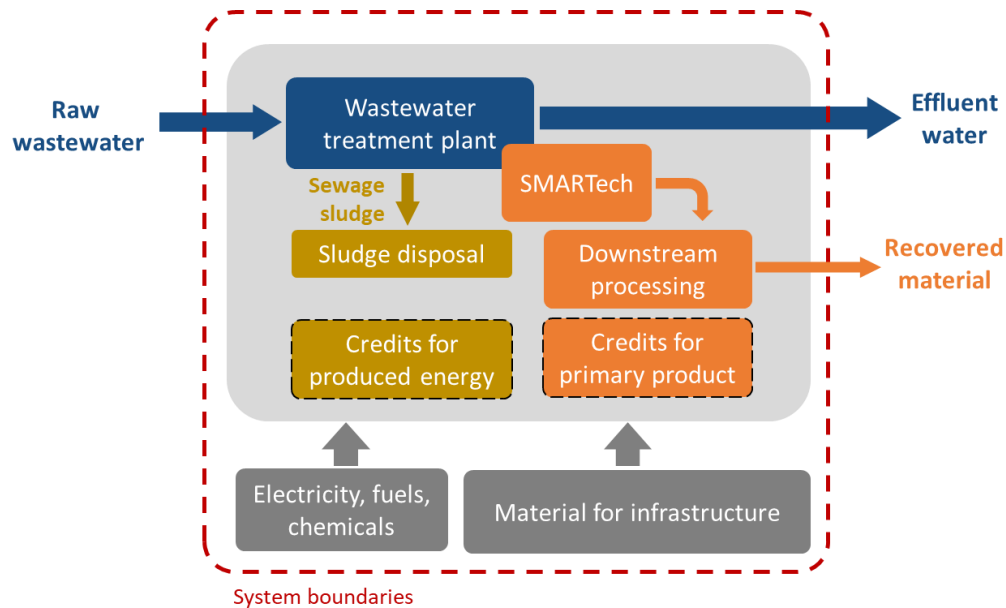 Raw
wastewater
Wastewater
treatment plant
Effluent
water
Sewage
sludge
SMARTech
Sludge disposal
Downstream
processing
Recovered
material
Credits for
produced energy
Credits for
primary product
Electricity, fuels,
chemicals
Material for infrastructure
System boundaries